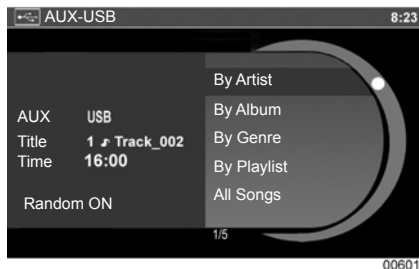 AUX-USB 8:23
AUX USB
Title 1 ♪ Track_002
Time 16:00
Random ON
By Artist
By Album
By Genre
By Playlist
All Songs
1/5
00601